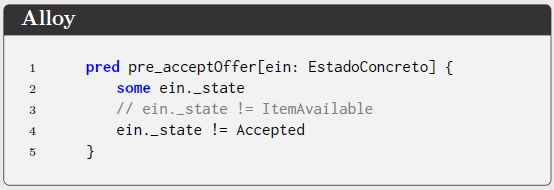 Alloy
1 pred pre_acceptOffer[ein: EstadoConcreto] {
2 some ein._state
3 // ein._state != ItemAvailable
4 ein._state != Accepted
5 }